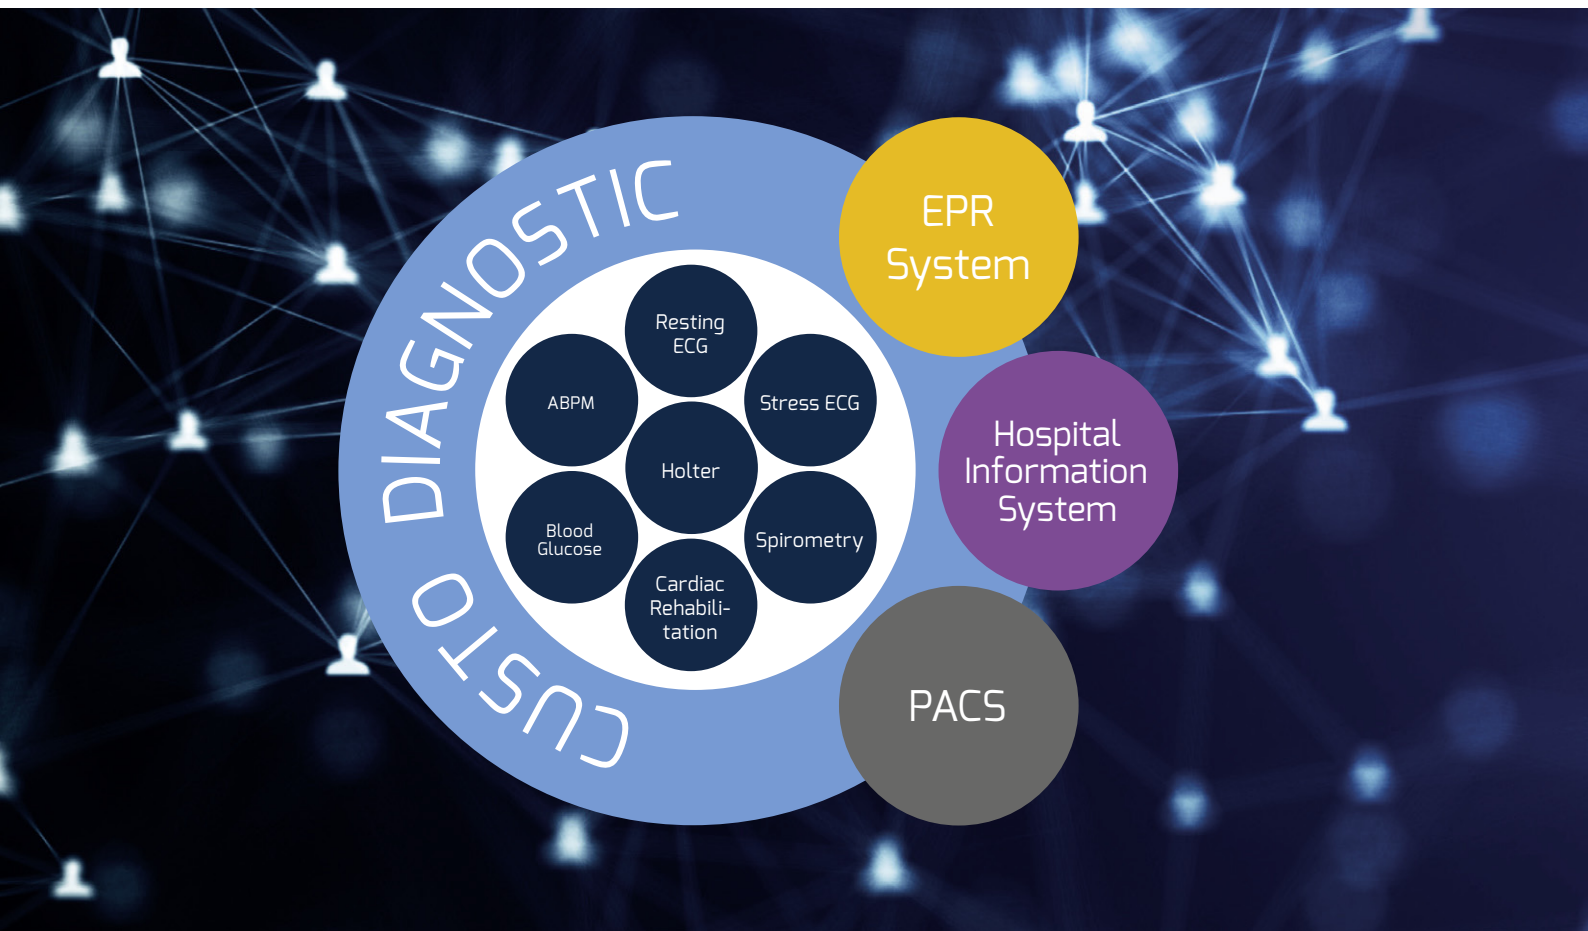 CUSTO DIAGNOSTIC
Resting
ECG
ABPM
Stress ECG
Holter
Blood
Glucose
Spirometry
Cardiac
Rehabili-
tation
EPR
System
Hospital
Information
System
PACS